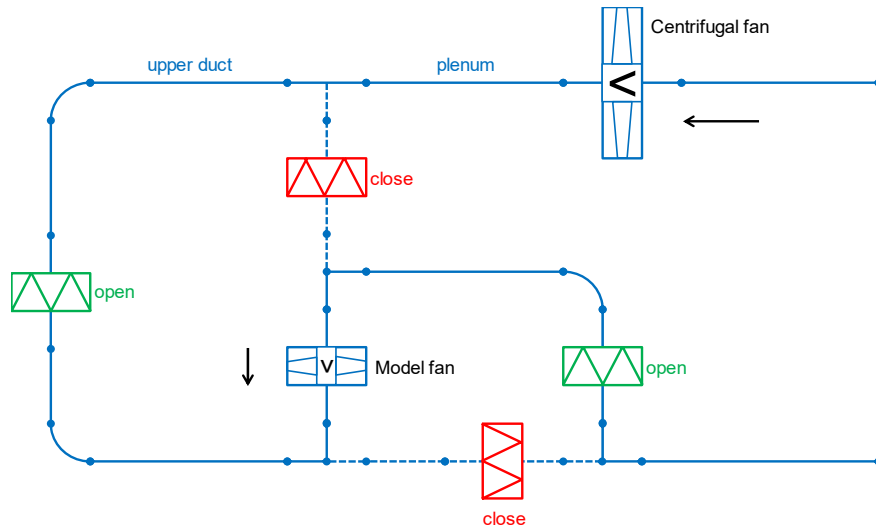 Centrifugal fan
upper duct
plenum
<
close
open
v
Model fan
open
close